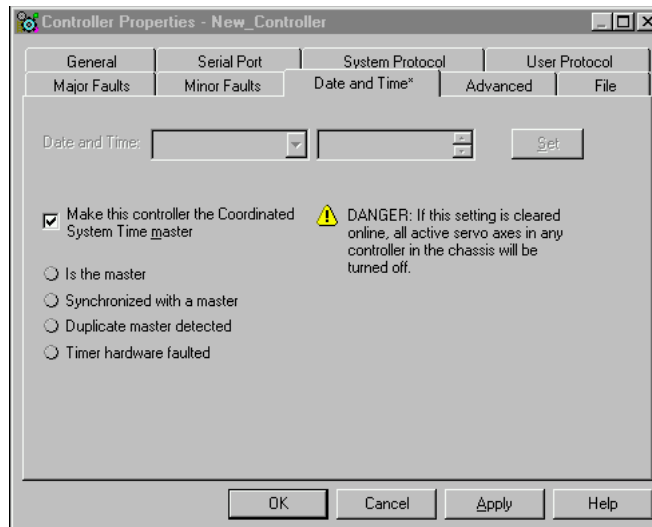 Controller Properties - New_Controller
General Serial Port System Protocol User Protocol
Major Faults Minor Faults Date and Time* Advanced File
Date and Time: Set
Make this controller the Coordinated
System Time master
DANGER: If this setting is cleared
online, all active servo axes in any
controller in the chassis will be
turned off.
Is the master
Synchronized with a master
Duplicate master detected
Timer hardware faulted
OK Cancel Apply Help